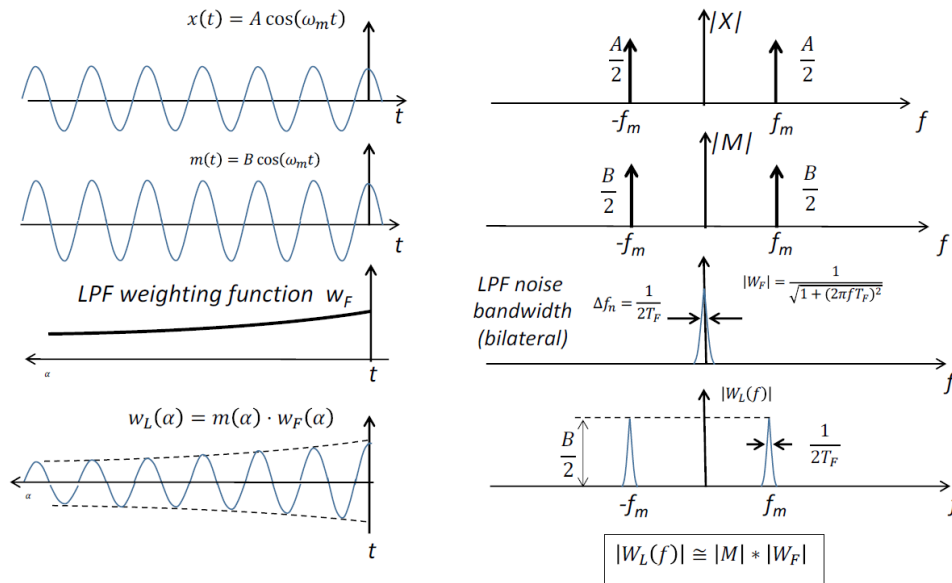 x(t) = A cos(ω_m t)
t
m(t) = B cos(ω_m t)
t
LPF weighting function w_F
α
t
w_L(α) = m(α) · w_F(α)
α
t
|X|
A/2
A/2
-f_m
f_m
f
|M|
B/2
B/2
-f_m
f_m
f
LPF noise
bandwidth
(bilateral)
Δf_n = 1/2T_F
|W_F| = 1/√(1 + (2πfT_F)²)
f
|W_L(f)|
B/2
1/2T_F
-f_m
f_m
f
|W_L(f)| ≅ |M| * |W_F|